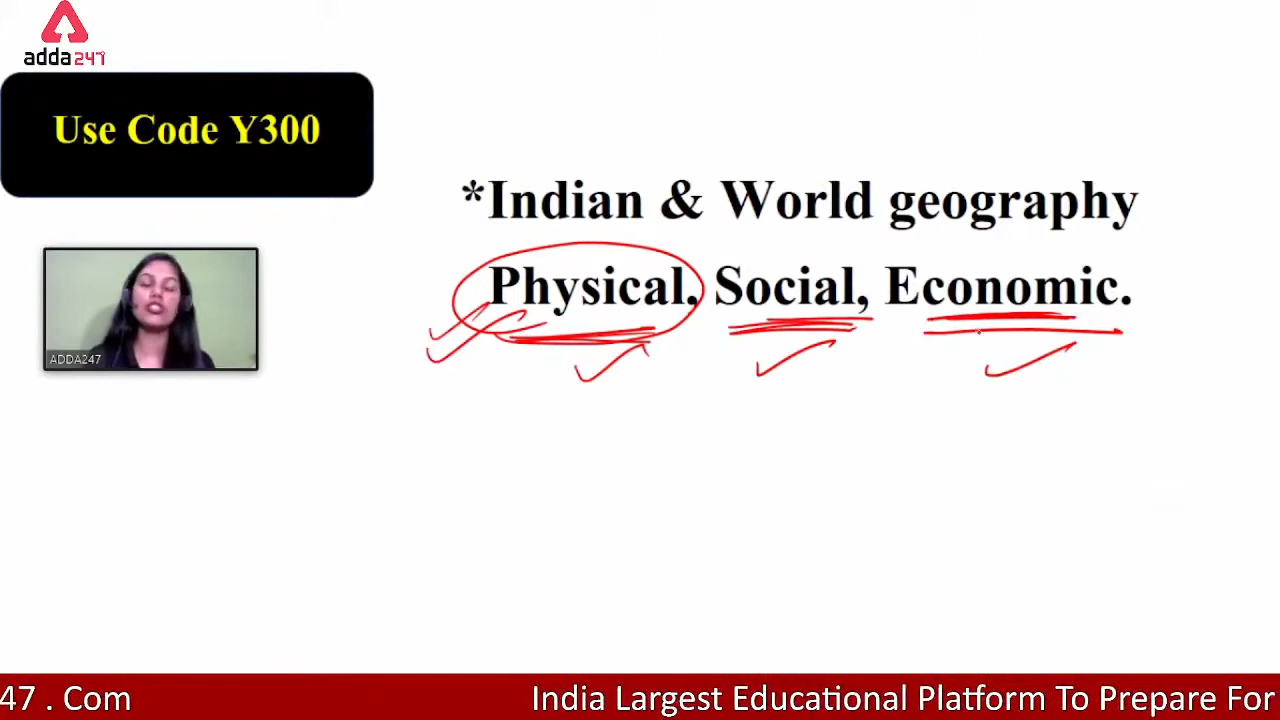 adda247
Use Code Y300
*Indian & World geography
Physical, Social, Economic.
ADDA247
47 . Com India Largest Educational Platform To Prepare For